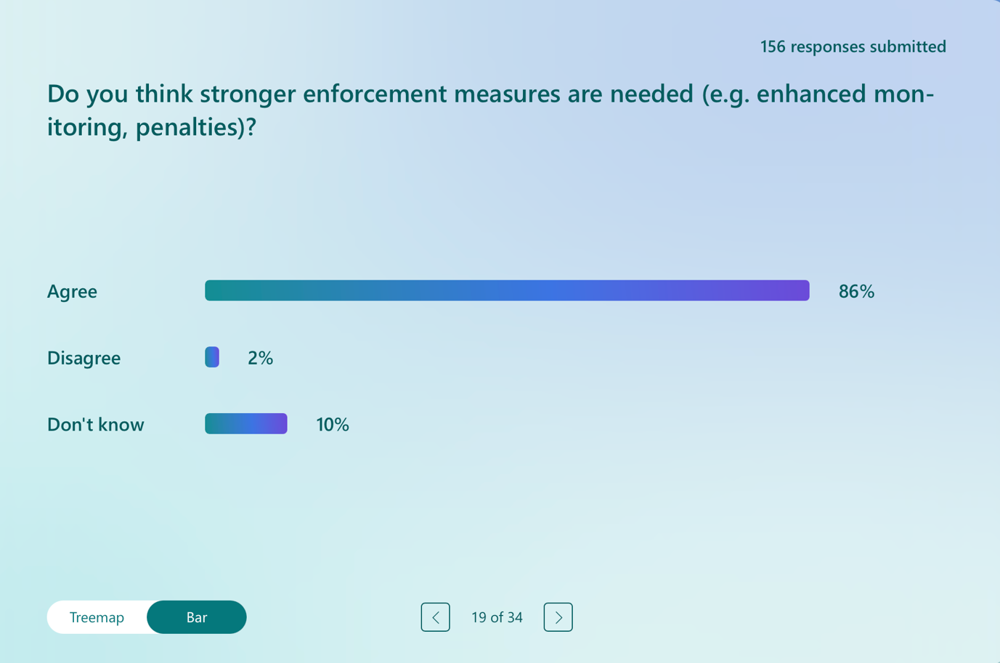 156 responses submitted
Do you think stronger enforcement measures are needed (e.g. enhanced mon-
itoring, penalties)?
Agree 86%
Disagree 2%
Don't know 10%
Treemap Bar 19 of 34